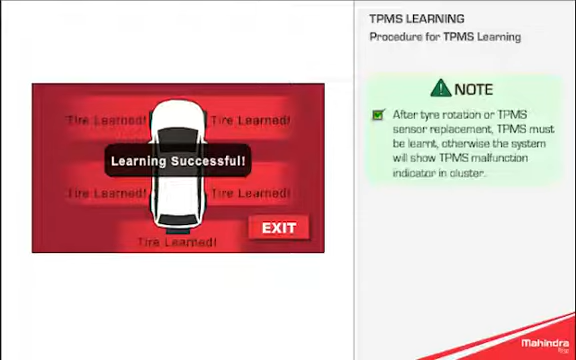 TPMS LEARNING
Procedure for TPMS Learning
NOTE
After tyre rotation or TPMS
sensor replacement, TPMS must
be learnt, otherwise the system
will show TPMS malfunction
indicator in cluster.
Tire Learned! Tire Learned!
Learning Successful!
Tire Learned! Tire Learned!
EXIT
Tire Learned!
Mahindra
Rise